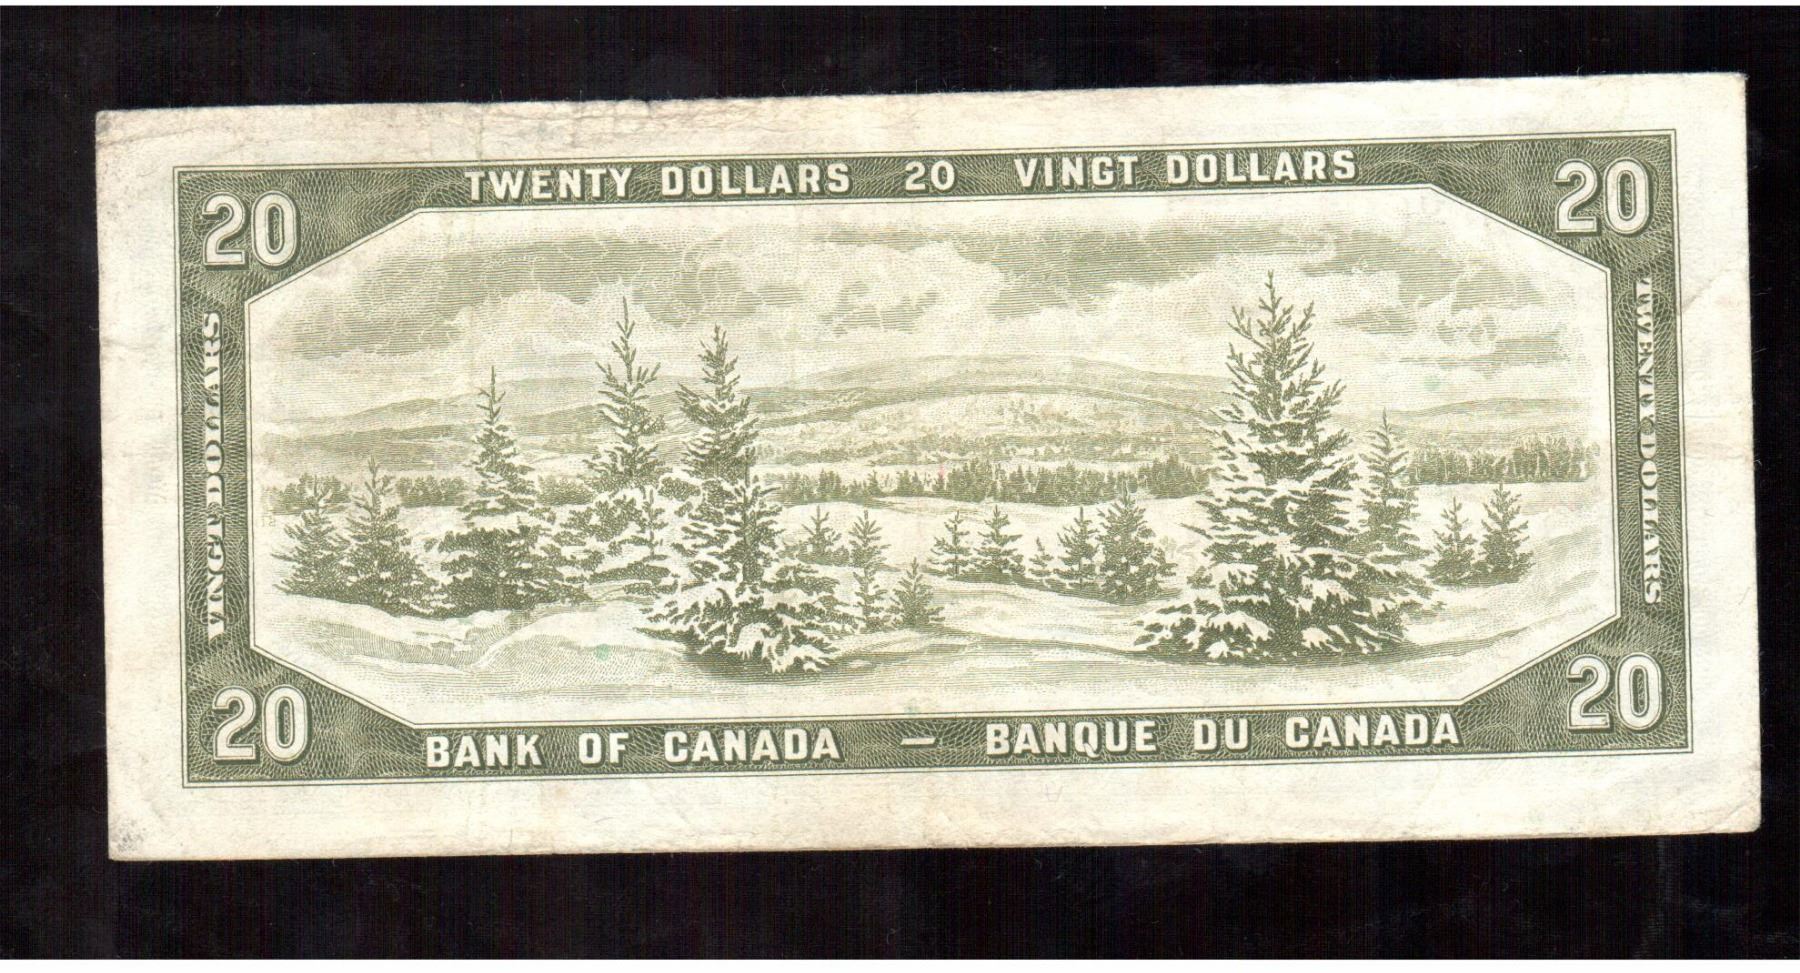 TWENTY DOLLARS 20 VINGT DOLLARS
20
20
VINGT DOLLARS
TWENTY DOLLARS
20
20
BANK OF CANADA — BANQUE DU CANADA